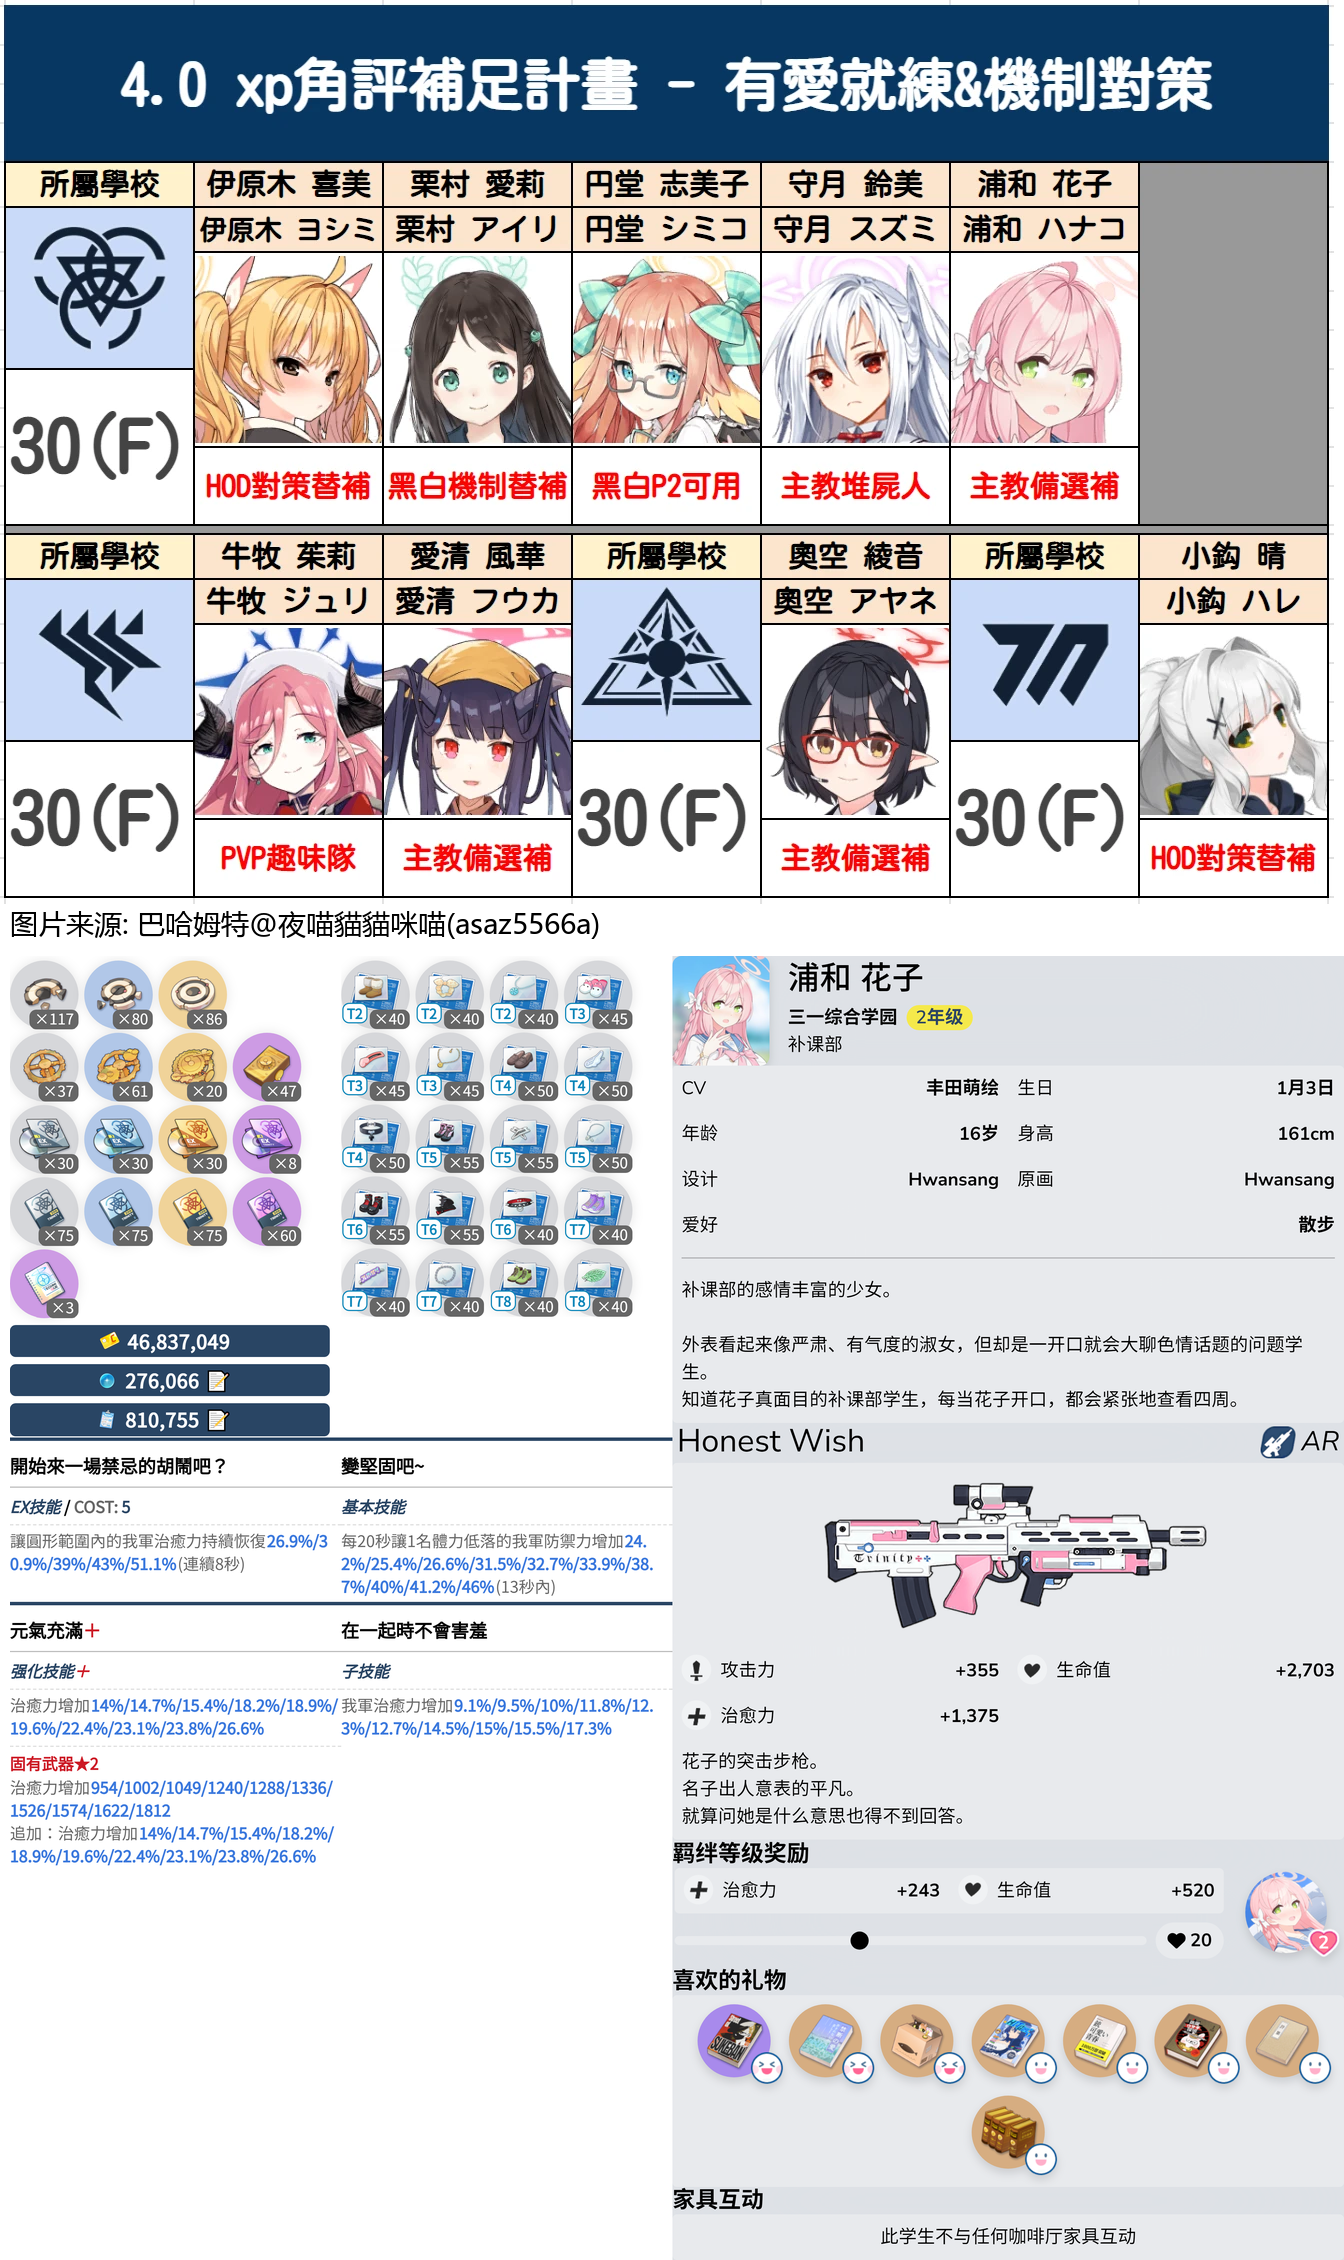 4.0 xp角評補足計畫 - 有愛就練&機制對策
所屬學校 伊原木 喜美 栗村 愛莉 円堂 志美子 守月 鈴美 浦和 花子
伊原木 ヨシミ 栗村 アイリ 円堂 シミコ 守月 スズミ 浦和 ハナコ
30(F)
HOD對策替補 黑白機制替補 黑白P2可用 主教堆屍人 主教備選補
所屬學校 牛牧 茱莉 愛清 風華 所屬學校 奧空 綾音 所屬學校 小鈎 晴
牛牧 ジュリ 愛清 フウカ 奧空 アヤネ 小鈎 ハレ
30(F) 30(F) 30(F)
PVP趣味隊 主教備選補 主教備選補 HOD對策替補
图片来源: 巴哈姆特@夜喵貓貓咪喵(asaz5566a)
×117 ×80 ×86
×37 ×61 ×20 ×47
×30 ×30 ×30 ×8
×75 ×75 ×75 ×60
×3
46,837,049
276,066
810,755
T2 ×40 T2 ×40 T2 ×40 T3 ×45
T3 ×45 T3 ×45 T4 ×50 T4 ×50
T4 ×50 T5 ×55 T5 ×55 T5 ×50
T6 ×55 T6 ×55 T6 ×40 T7 ×40
T7 ×40 T7 ×40 T8 ×40 T8 ×40
開始來一場禁忌的胡鬧吧？
EX技能 / COST: 5
讓圓形範圍內的我軍治癒力持續恢復26.9%/3
0.9%/39%/43%/51.1%(連續8秒)
變堅固吧~
基本技能
每20秒讓1名體力低落的我軍防禦力增加24.
2%/25.4%/26.6%/31.5%/32.7%/33.9%/38.
7%/40%/41.2%/46%(13秒內)
元氣充滿+
强化技能+
治癒力增加14%/14.7%/15.4%/18.2%/18.9%/
19.6%/22.4%/23.1%/23.8%/26.6%
固有武器★2
治癒力增加954/1002/1049/1240/1288/1336/
1526/1574/1622/1812
追加：治癒力增加14%/14.7%/15.4%/18.2%/
18.9%/19.6%/22.4%/23.1%/23.8%/26.6%
在一起時不會害羞
子技能
我軍治癒力增加9.1%/9.5%/10%/11.8%/12.
3%/12.7%/14.5%/15%/15.5%/17.3%
浦和 花子
三一综合学园 2年级
补课部
CV 丰田萌绘 生日 1月3日
年龄 16岁 身高 161cm
设计 Hwansang 原画 Hwansang
爱好 散步
补课部的感情丰富的少女。
外表看起来像严肃、有气度的淑女，但却是一开口就会大聊色情话题的问题学
生。
知道花子真面目的补课部学生，每当花子开口，都会紧张地查看四周。
Honest Wish AR
Trinity
攻击力 +355 生命值 +2,703
治愈力 +1,375
花子的突击步枪。
名子出人意表的平凡。
就算问她是什么意思也得不到回答。
羁绊等级奖励
治愈力 +243 生命值 +520
20
2
喜欢的礼物
家具互动
此学生不与任何咖啡厅家具互动